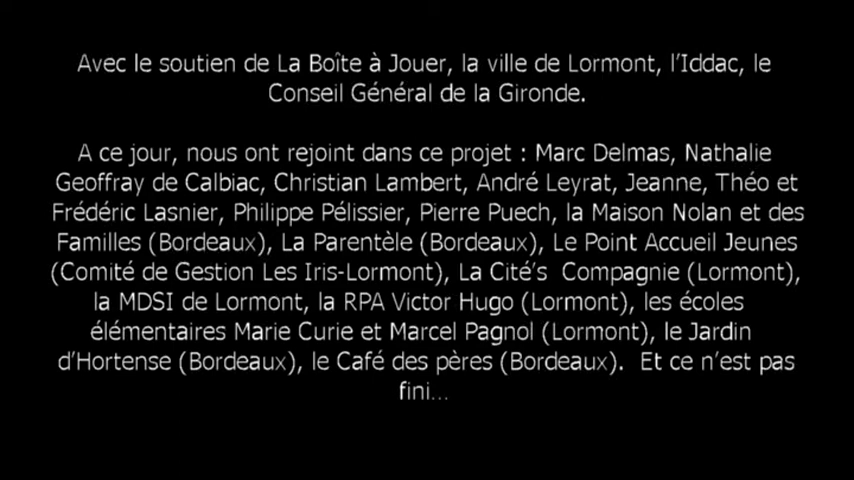 Avec le soutien de La Boîte à Jouer, la ville de Lormont, l'Iddac, le
Conseil Général de la Gironde.
A ce jour, nous ont rejoint dans ce projet : Marc Delmas, Nathalie
Geoffray de Calbiac, Christian Lambert, André Leyrat, Jeanne, Théo et
Frédéric Lasnier, Philippe Pélissier, Pierre Puech, la Maison Nolan et des
Familles (Bordeaux), La Parentèle (Bordeaux), Le Point Accueil Jeunes
(Comité de Gestion Les Iris-Lormont), La Cité's  Compagnie (Lormont),
la MDSI de Lormont, la RPA Victor Hugo (Lormont), les écoles
élémentaires Marie Curie et Marcel Pagnol (Lormont), le Jardin
d'Hortense (Bordeaux), le Café des pères (Bordeaux).  Et ce n'est pas
fini...